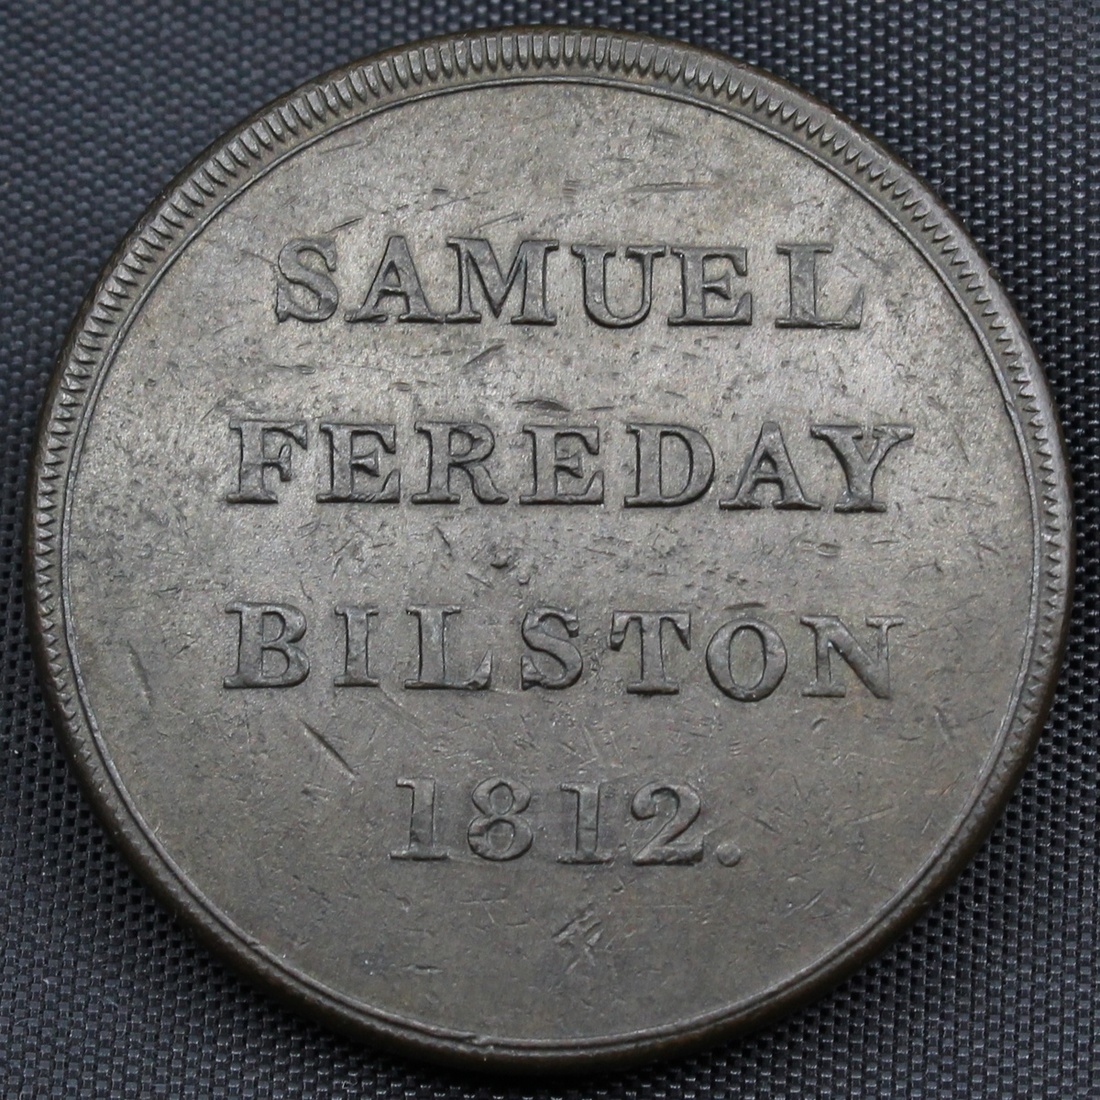 SAMUEL
FEREDAY
BILSTON
1812.